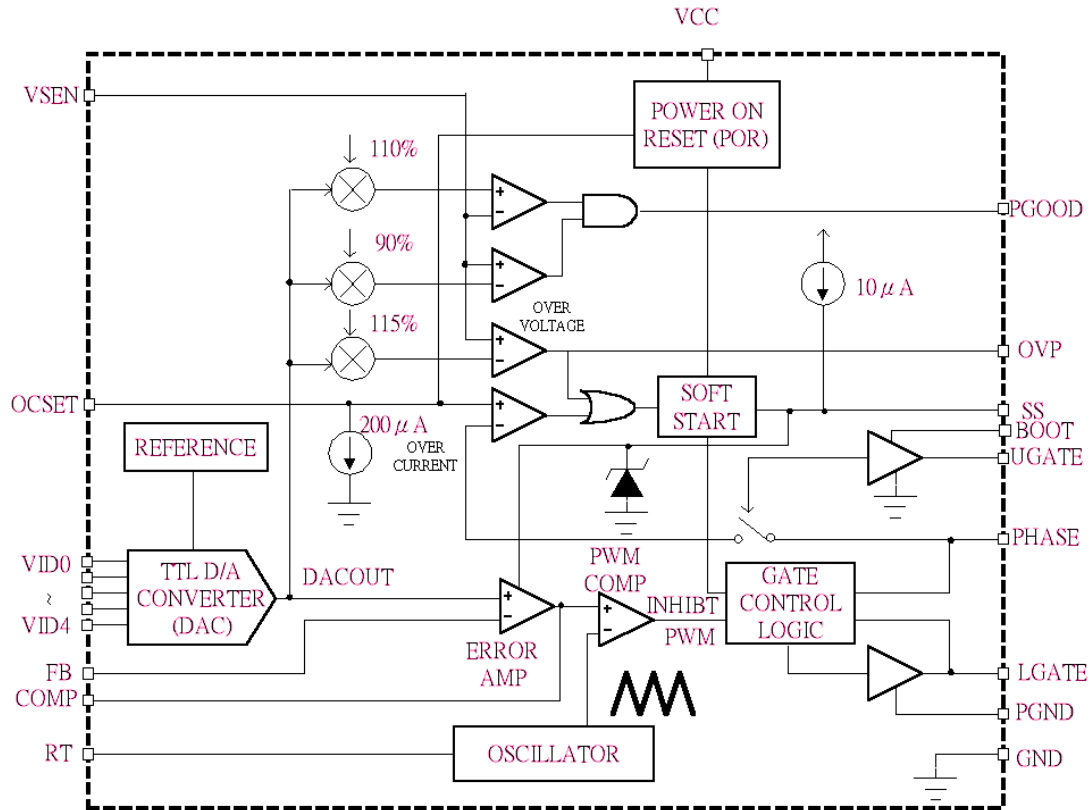 VCC
VSEN
POWER ON
RESET (POR)
110%
+
−
PGOOD
90%
+
−
10 μ A
115%
OVER
VOLTAGE
+
−
OVP
OCSET
+
−
SOFT
START
SS
200 μ A
OVER
CURRENT
BOOT
UGATE
REFERENCE
PHASE
VID0
~
VID4
TTL D/A
CONVERTER
(DAC)
DACOUT
+
−
ERROR
AMP
PWM
COMP
+
−
INHIBT
PWM
GATE
CONTROL
LOGIC
FB
COMP
LGATE
PGND
RT
OSCILLATOR
GND